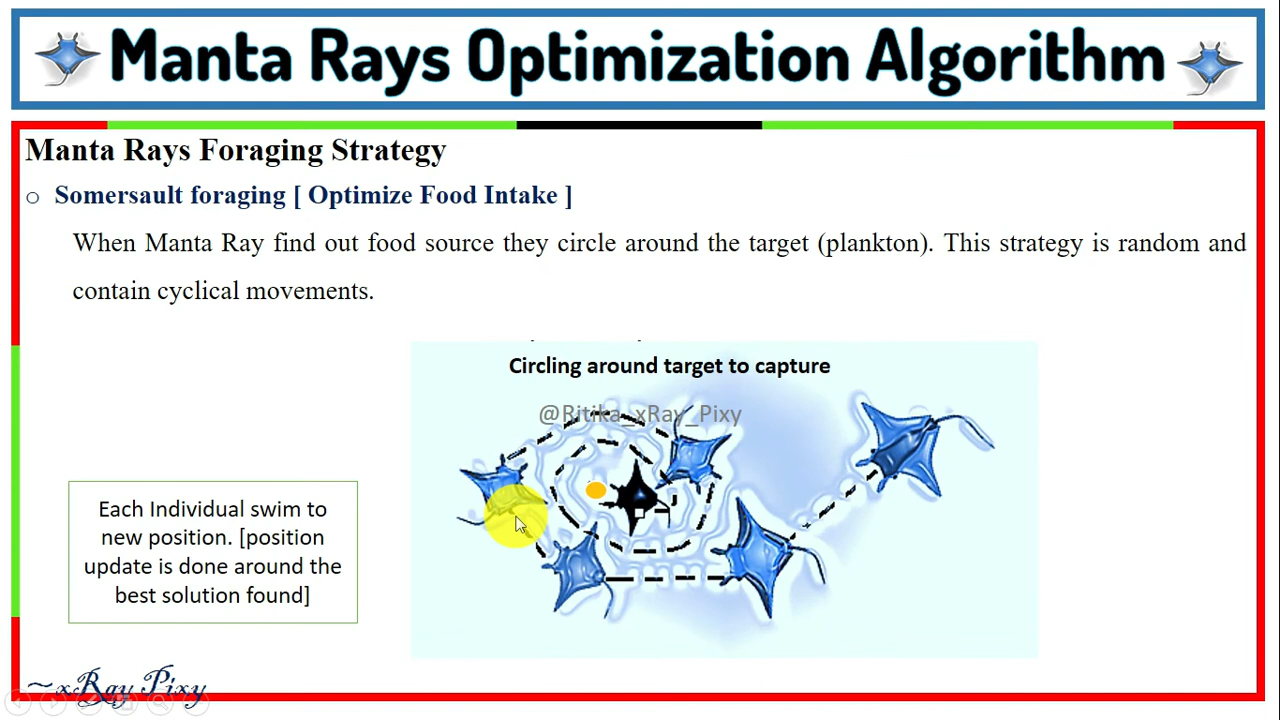 Manta Rays Optimization Algorithm
Manta Rays Foraging Strategy
o Somersault foraging [ Optimize Food Intake ]
When Manta Ray find out food source they circle around the target (plankton). This strategy is random and
contain cyclical movements.
Circling around target to capture
@Ritika_xRay_Pixy
Each Individual swim to
new position. [position
update is done around the
best solution found]
~xRay Pixy